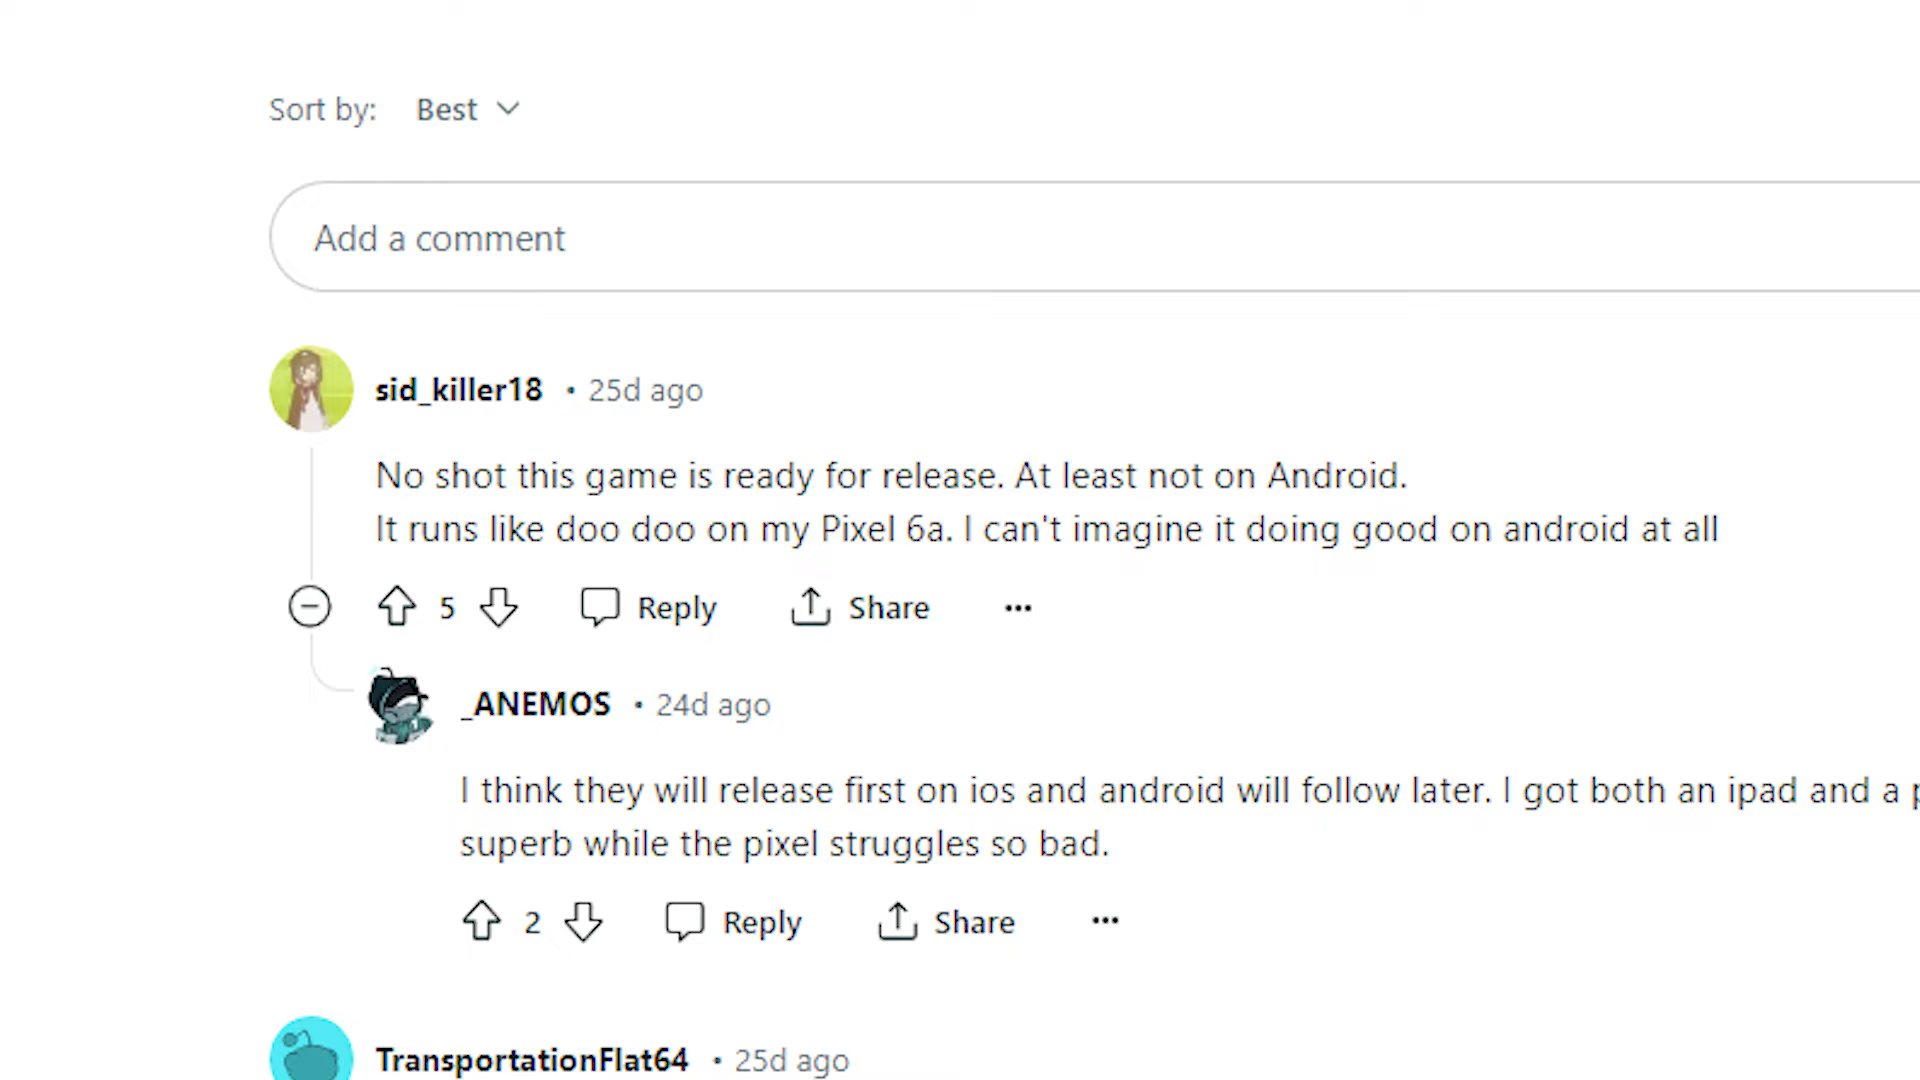 Sort by: Best
Add a comment
sid_killer18 • 25d ago
No shot this game is ready for release. At least not on Android.
It runs like doo doo on my Pixel 6a. I can't imagine it doing good on android at all
5 Reply Share ...
_ANEMOS • 24d ago
I think they will release first on ios and android will follow later. I got both an ipad and a
superb while the pixel struggles so bad.
2 Reply Share ...
TransportationFlat64 • 25d ago